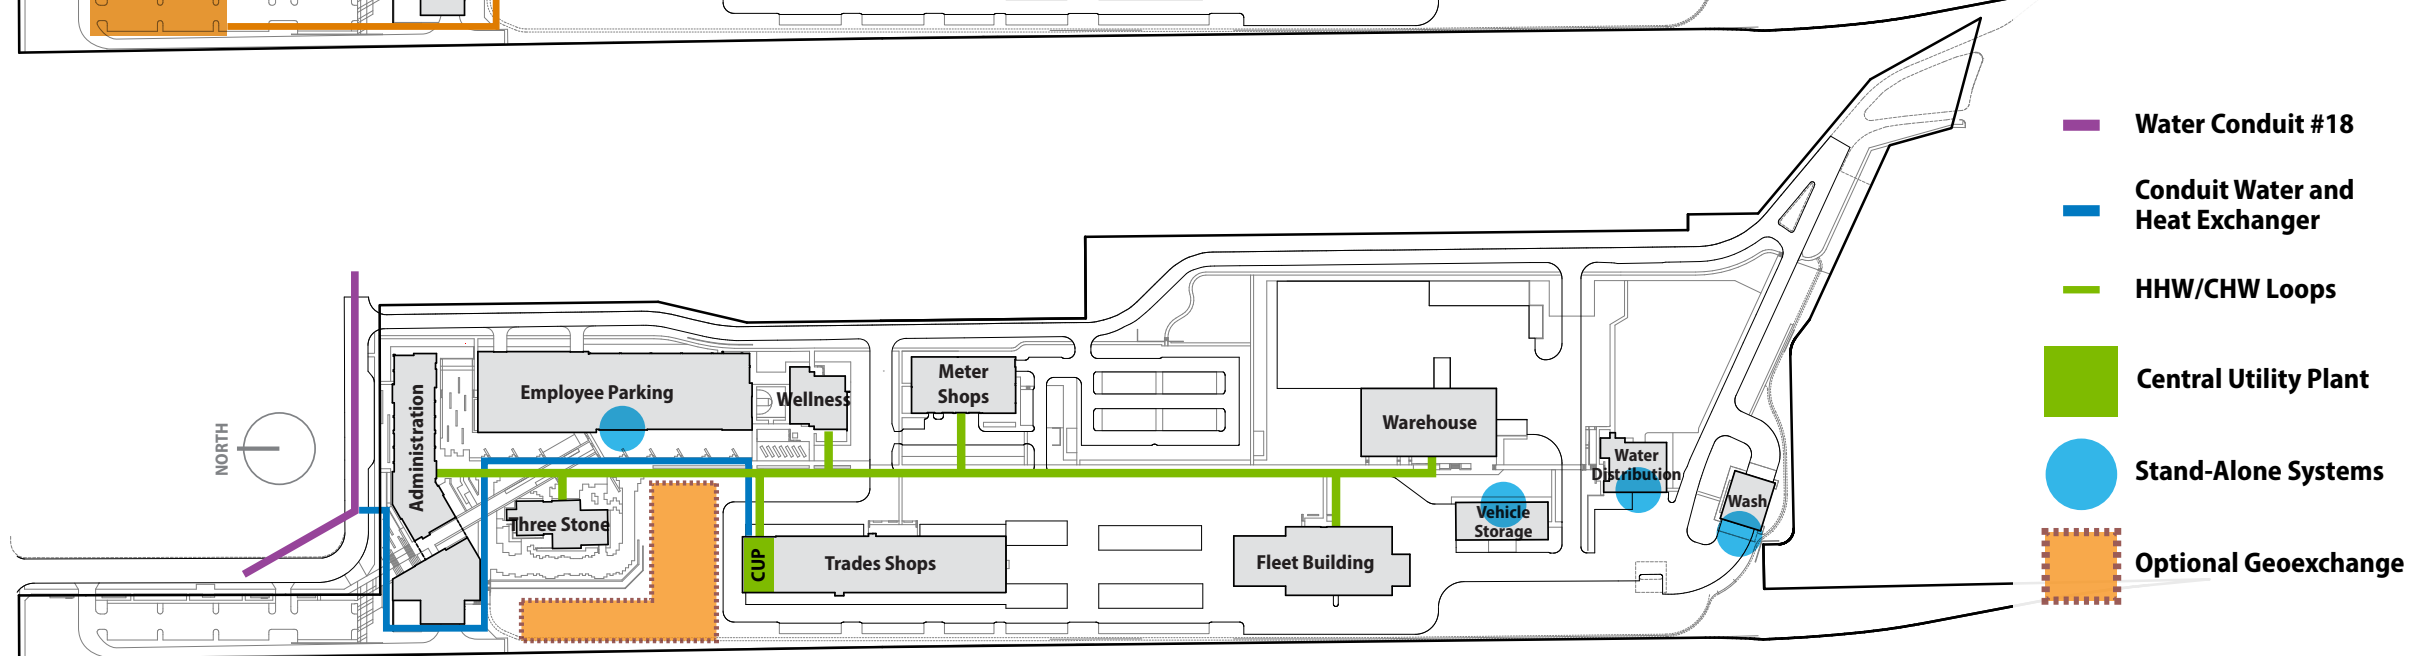 Water Conduit #18
Conduit Water and
Heat Exchanger
HHW/CHW Loops
Central Utility Plant
Stand-Alone Systems
Optional Geoexchange
NORTH
Administration
Employee Parking
Wellness
Meter
Shops
Warehouse
Water
Distribution
Wash
Vehicle
Storage
Three Stone
CUP
Trades Shops
Fleet Building